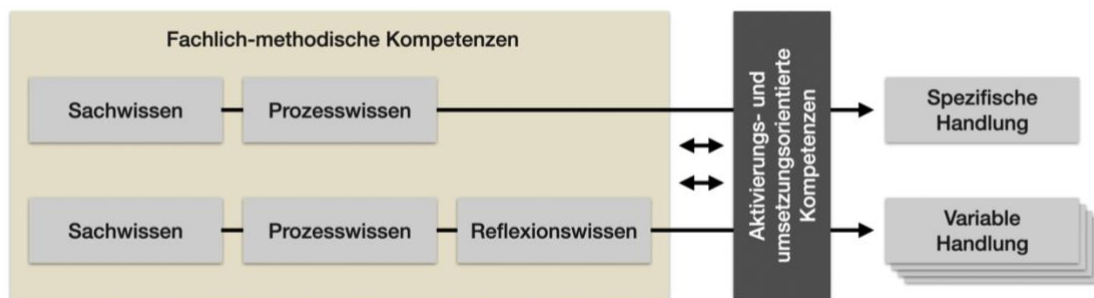 Fachlich-methodische Kompetenzen
Sachwissen
Prozesswissen
Sachwissen
Prozesswissen
Reflexionswissen
Aktivierungs- und
umsetzungsorientierte
Kompetenzen
Spezifische
Handlung
Variable
Handlung